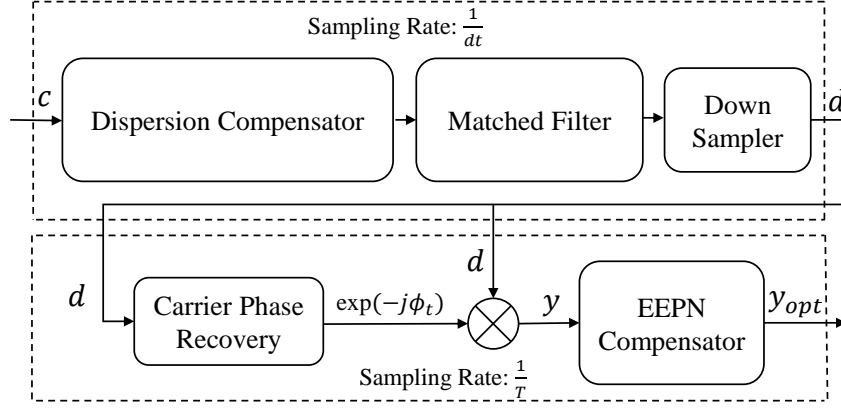 Sampling Rate: 1/dt
c
Dispersion Compensator
Matched Filter
Down
Sampler
d
d
d
Carrier Phase
Recovery
exp(−jϕ_t)
y
EEPN
Compensator
y_opt
Sampling Rate: 1/T